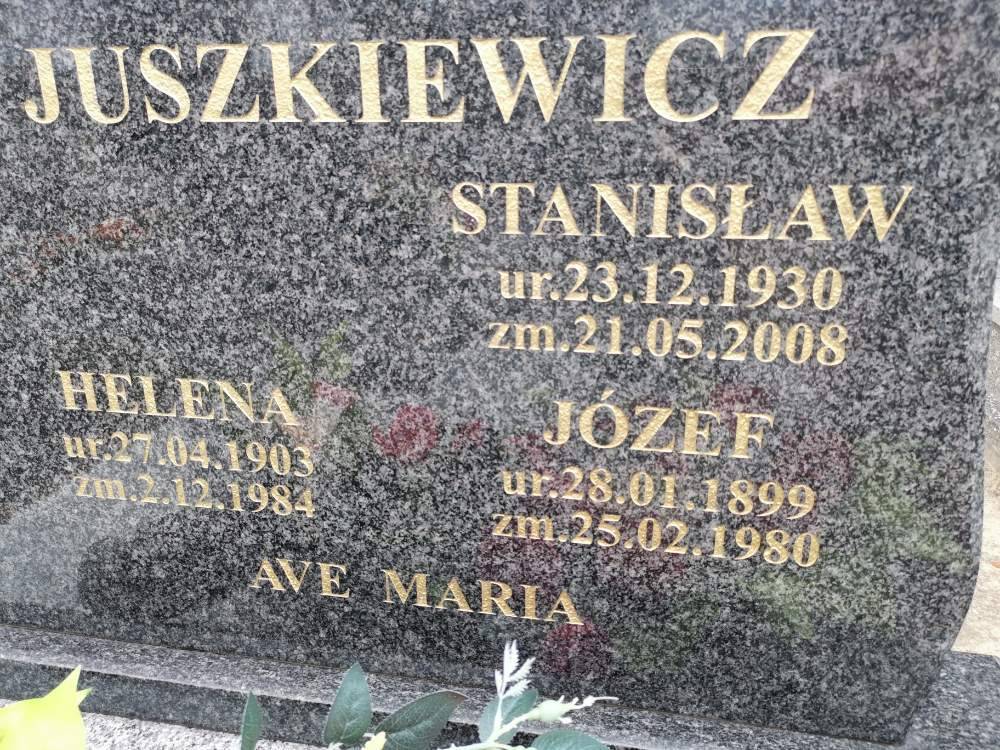 JUSZKIEWICZ
STANISŁAW
ur.23.12.1930
zm.21.05.2008
HELENA
ur.27.04.1903
zm.2.12.1984
JÓZEF
ur.28.01.1899
zm.25.02.1980
AVE MARIA